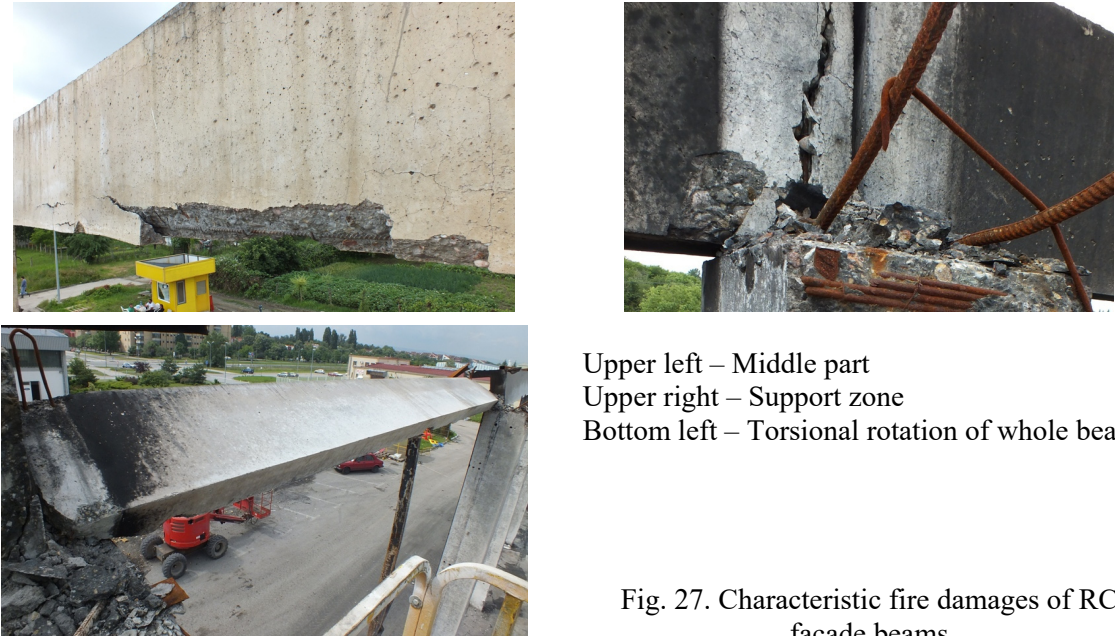 Upper left – Middle part
Upper right – Support zone
Bottom left – Torsional rotation of whole
Fig. 27. Characteristic fire damages of RC
facade beams